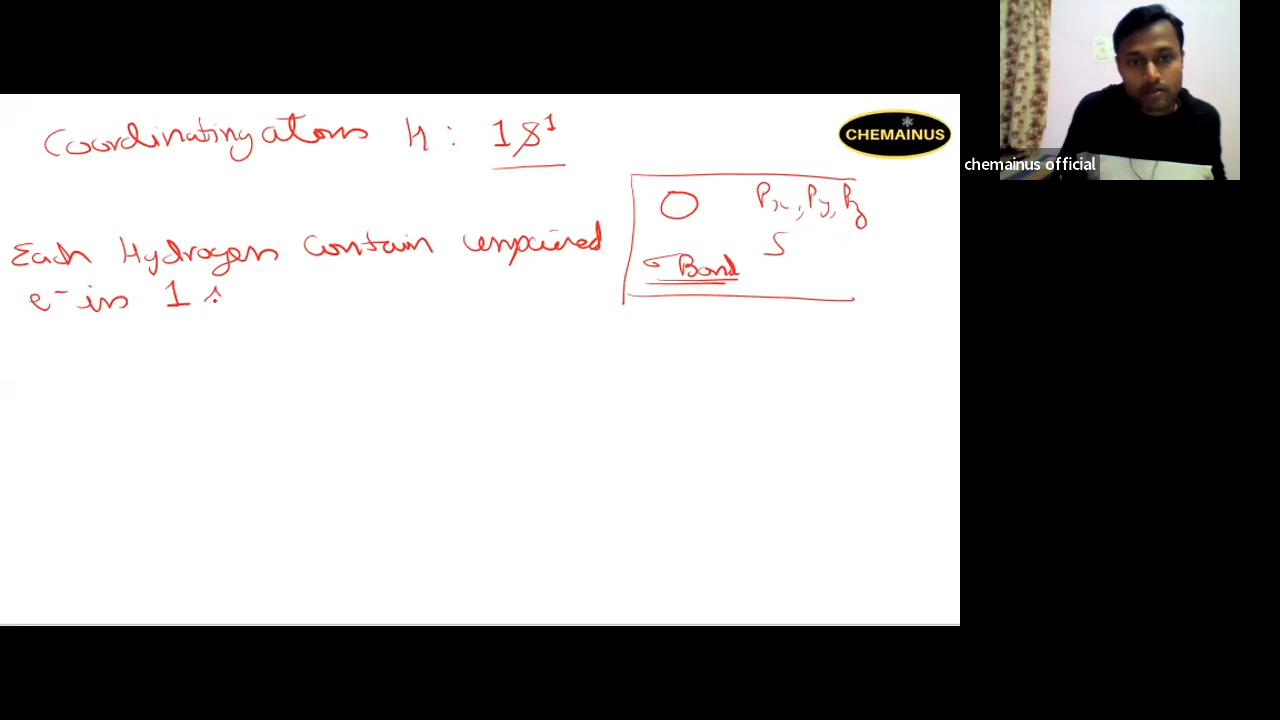 Coordinating atoms H : 1s¹
CHEMAINUS
chemainus official
Px, Py, Pz
S
σ Bond
Each Hydrogen contain unpaired
e⁻ in 1 s